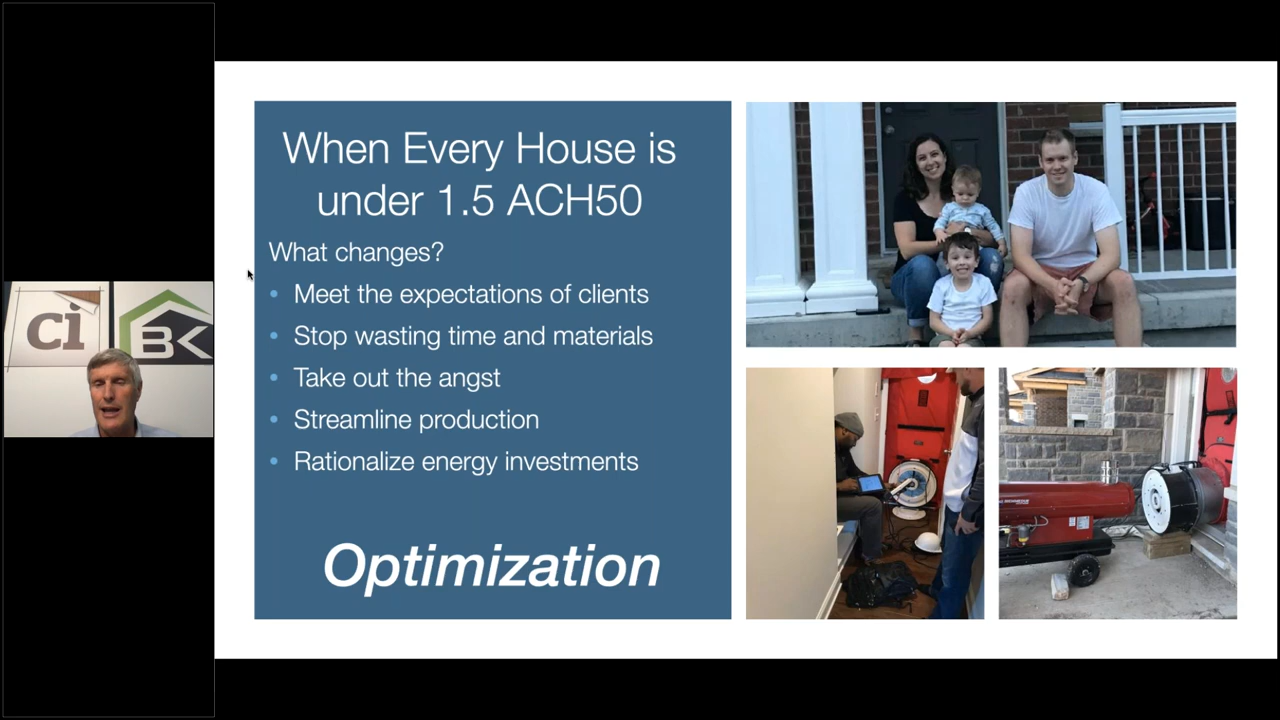 When Every House is
under 1.5 ACH50
What changes?
• Meet the expectations of clients
• Stop wasting time and materials
• Take out the angst
• Streamline production
• Rationalize energy investments
Optimization
ci
BK